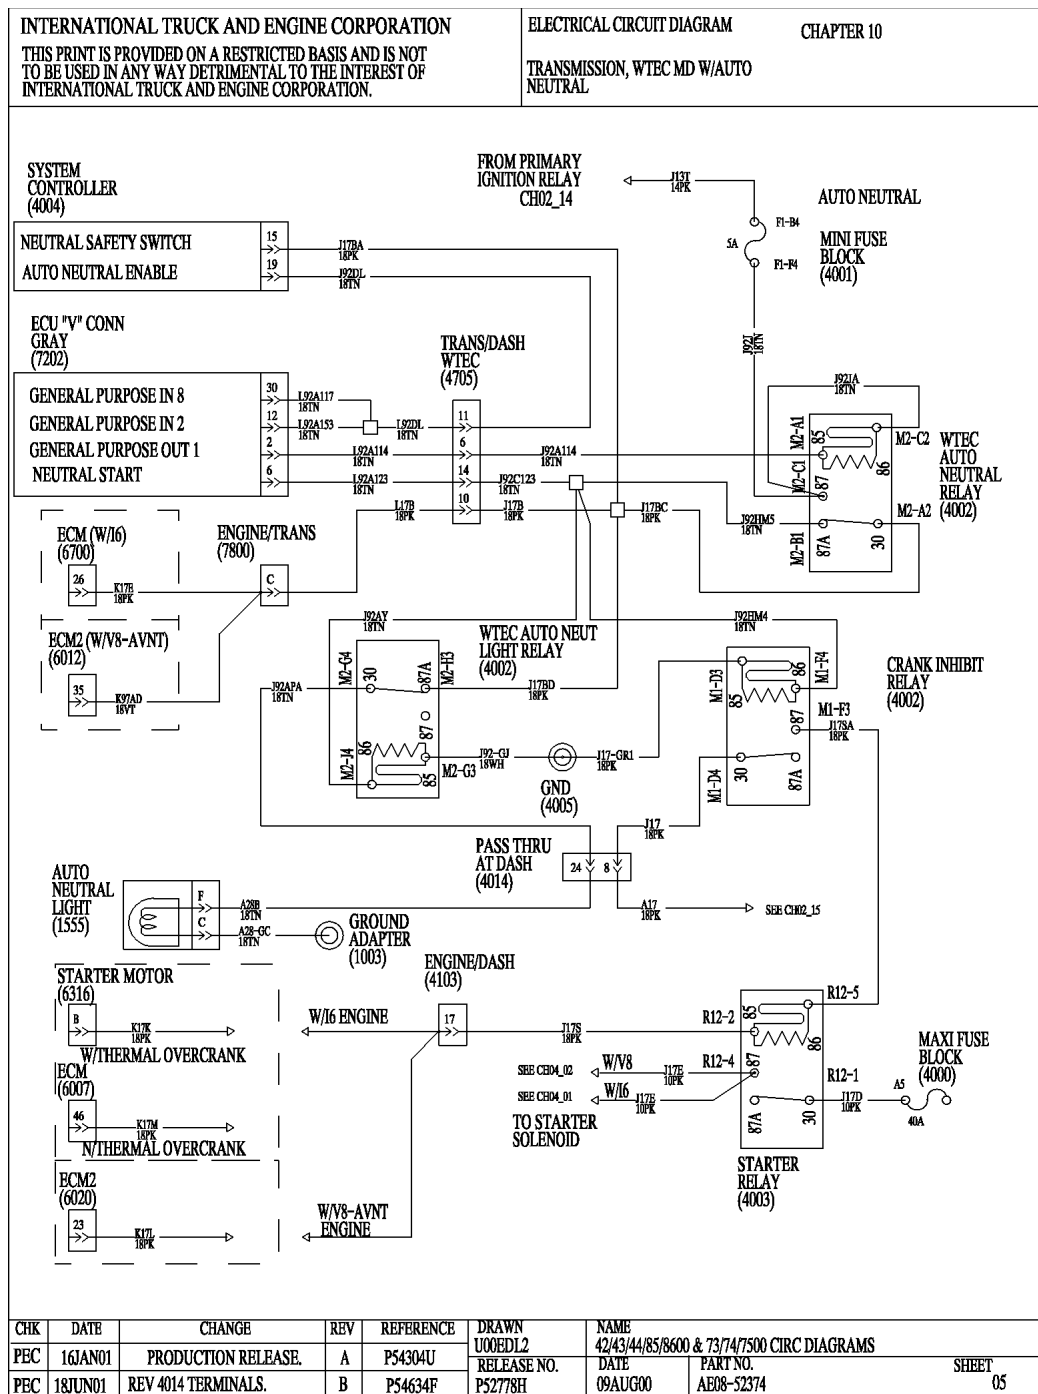 INTERNATIONAL TRUCK AND ENGINE CORPORATION
THIS PRINT IS PROVIDED ON A RESTRICTED BASIS AND IS NOT
TO BE USED IN ANY WAY DETRIMENTAL TO THE INTEREST OF
INTERNATIONAL TRUCK AND ENGINE CORPORATION.
ELECTRICAL CIRCUIT DIAGRAM
CHAPTER 10
TRANSMISSION, WTEC MD W/AUTO
NEUTRAL
SYSTEM
CONTROLLER
(4004)
NEUTRAL SAFETY SWITCH
15
J17BA
18PK
AUTO NEUTRAL ENABLE
19
J92DL
18TN
FROM PRIMARY
IGNITION RELAY
CH02_14
J13T
14PK
AUTO NEUTRAL
F1-B4
5A
F1-F4
MINI FUSE
BLOCK
(4001)
J92J
18TN
ECU "V" CONN
GRAY
(7202)
GENERAL PURPOSE IN 8
30
L92A117
18TN
GENERAL PURPOSE IN 2
12
L92A153
18TN
L92DL
18TN
GENERAL PURPOSE OUT 1
2
L92A114
18TN
NEUTRAL START
6
L92A123
18TN
L17B
18PK
TRANS/DASH
WTEC
(4705)
11
6
14
10
J92A114
18TN
J92C123
18TN
J17B
18PK
J17BC
18PK
J92JA
18TN
M2-A1
85
M2-C2
86
M2-C1
87
M2-A2
M2-B1
87A
30
J92HM5
18TN
WTEC
AUTO
NEUTRAL
RELAY
(4002)
ECM (W/I6)
(6700)
26
K17E
18PK
ENGINE/TRANS
(7800)
C
ECM2 (W/V8-AVNT)
(6012)
35
K97AD
18VT
J92AY
18TN
WTEC AUTO NEUT
LIGHT RELAY
(4002)
J92APA
18TN
M2-G4
30
87A
M2-H3
87
86
M2-J4
85
M2-G3
J17BD
18PK
J92-GJ
18WH
GND
(4005)
J17-GR1
18PK
J92HM4
18TN
CRANK INHIBIT
RELAY
(4002)
M1-D3
85
86
M1-F4
87
M1-F3
J17SA
18PK
30
M1-D4
87A
J17
18PK
PASS THRU
AT DASH
(4014)
24
8
A17
18PK
SEE CH02_15
AUTO
NEUTRAL
LIGHT
(1555)
F
A28B
18TN
C
A28-GC
18TN
GROUND
ADAPTER
(1003)
STARTER MOTOR
(6316)
B
K17K
18PK
W/THERMAL OVERCRANK
ECM
(6007)
46
K17M
18PK
N/THERMAL OVERCRANK
ECM2
(6020)
23
K17L
18PK
W/I6 ENGINE
W/V8-AVNT
ENGINE
ENGINE/DASH
(4103)
17
J17S
18PK
R12-2
85
R12-5
86
R12-4
87
87A
30
R12-1
SEE CH04_02
W/V8
J17E
10PK
SEE CH04_01
W/I6
J17E
10PK
TO STARTER
SOLENOID
J17D
10PK
A5
40A
MAXI FUSE
BLOCK
(4000)
STARTER
RELAY
(4003)
CHK DATE CHANGE REV REFERENCE
PEC 16JAN01 PRODUCTION RELEASE. A P54304U
PEC 18JUN01 REV 4014 TERMINALS. B P54634F
DRAWN
U00EDL2
RELEASE NO.
P52778H
NAME
42/43/44/85/8600 & 73/74/7500 CIRC DIAGRAMS
DATE
09AUG00
PART NO.
AE08-52374
SHEET
05